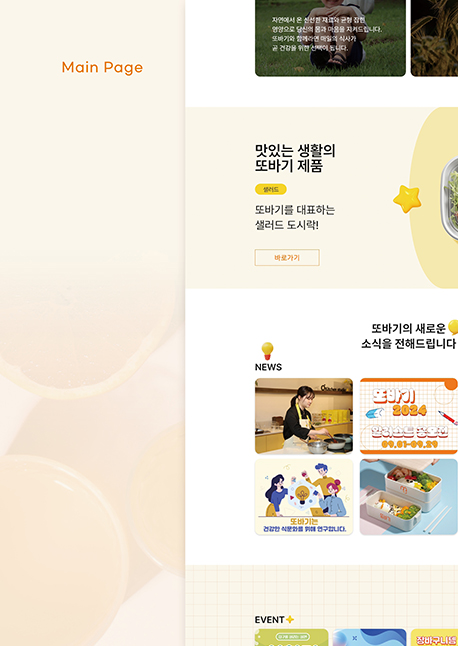 자연에서 온 신선한 재료와 균형 잡힌
영양으로 당신의 몸과 마음을 지켜드립니다.
또바기와 함께라면 매일의 식사가
곧 건강을 위한 선택이 됩니다.
Main Page
맛있는 생활의
또바기 제품
샐러드
또바기를 대표하는
샐러드 도시락!
바로가기
또바기의 새로운
소식을 전해드립니다
NEWS
또바기
2024
09.01-09.29
또바기는
건강한 식문화를 위해 연구합니다.
EVENT
장바구니템